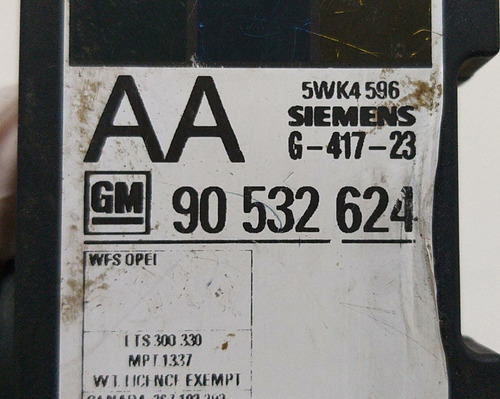 AA
5WK4 596
SIEMENS
G-417-23
GM 90 532 624
WFS OPEL
LTS 300 330
MPT 1337
W.T. LICENCE EXEMPT
CANADA